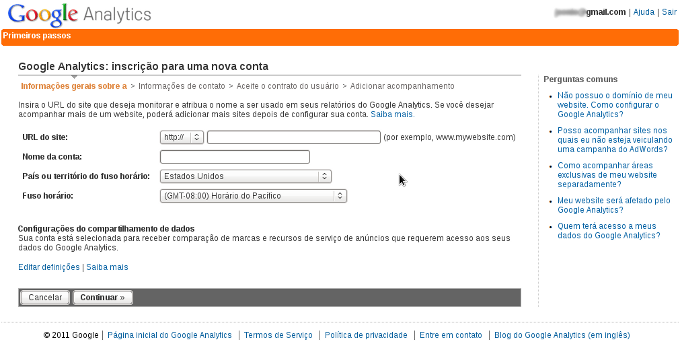 Google Analytics
gmail.com | Ajuda | Sair
Primeiros passos
Google Analytics: inscrição para uma nova conta
Informações gerais sobre a > Informações de contato > Aceite o contrato do usuário > Adicionar acompanhamento
Insira o URL do site que deseja monitorar e atribua o nome a ser usado em seus relatórios do Google Analytics. Se você desejar
acompanhar mais de um website, poderá adicionar mais sites depois de configurar sua conta. Saiba mais.
URL do site: http:// (por exemplo, www.mywebsite.com)
Nome da conta:
País ou território do fuso horário: Estados Unidos
Fuso horário: (GMT-08:00) Horário do Pacífico
Configurações do compartilhamento de dados
Sua conta está selecionada para receber comparação de marcas e recursos de serviço de anúncios que requerem acesso aos seus
dados do Google Analytics.
Editar definições | Saiba mais
Cancelar Continuar »
Perguntas comuns
Não possuo o domínio de meu
website. Como configurar o
Google Analytics?
Posso acompanhar sites nos
quais eu não esteja veiculando
uma campanha do AdWords?
Como acompanhar áreas
exclusivas de meu website
separadamente?
Meu website será afetado pelo
Google Analytics?
Quem terá acesso a meus
dados do Google Analytics?
© 2011 Google | Página inicial do Google Analytics | Termos de Serviço | Política de privacidade | Entre em contato | Blog do Google Analytics (em inglês)